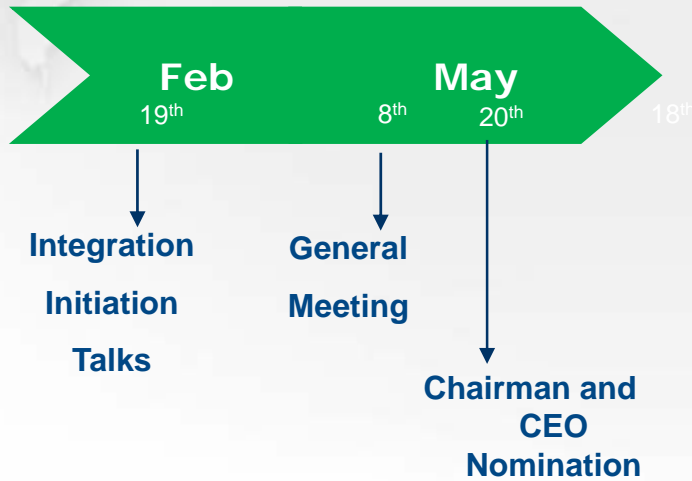 Feb May
19th 8th 20th 18th
Integration
Initiation
Talks
General
Meeting
Chairman and
CEO
Nomination